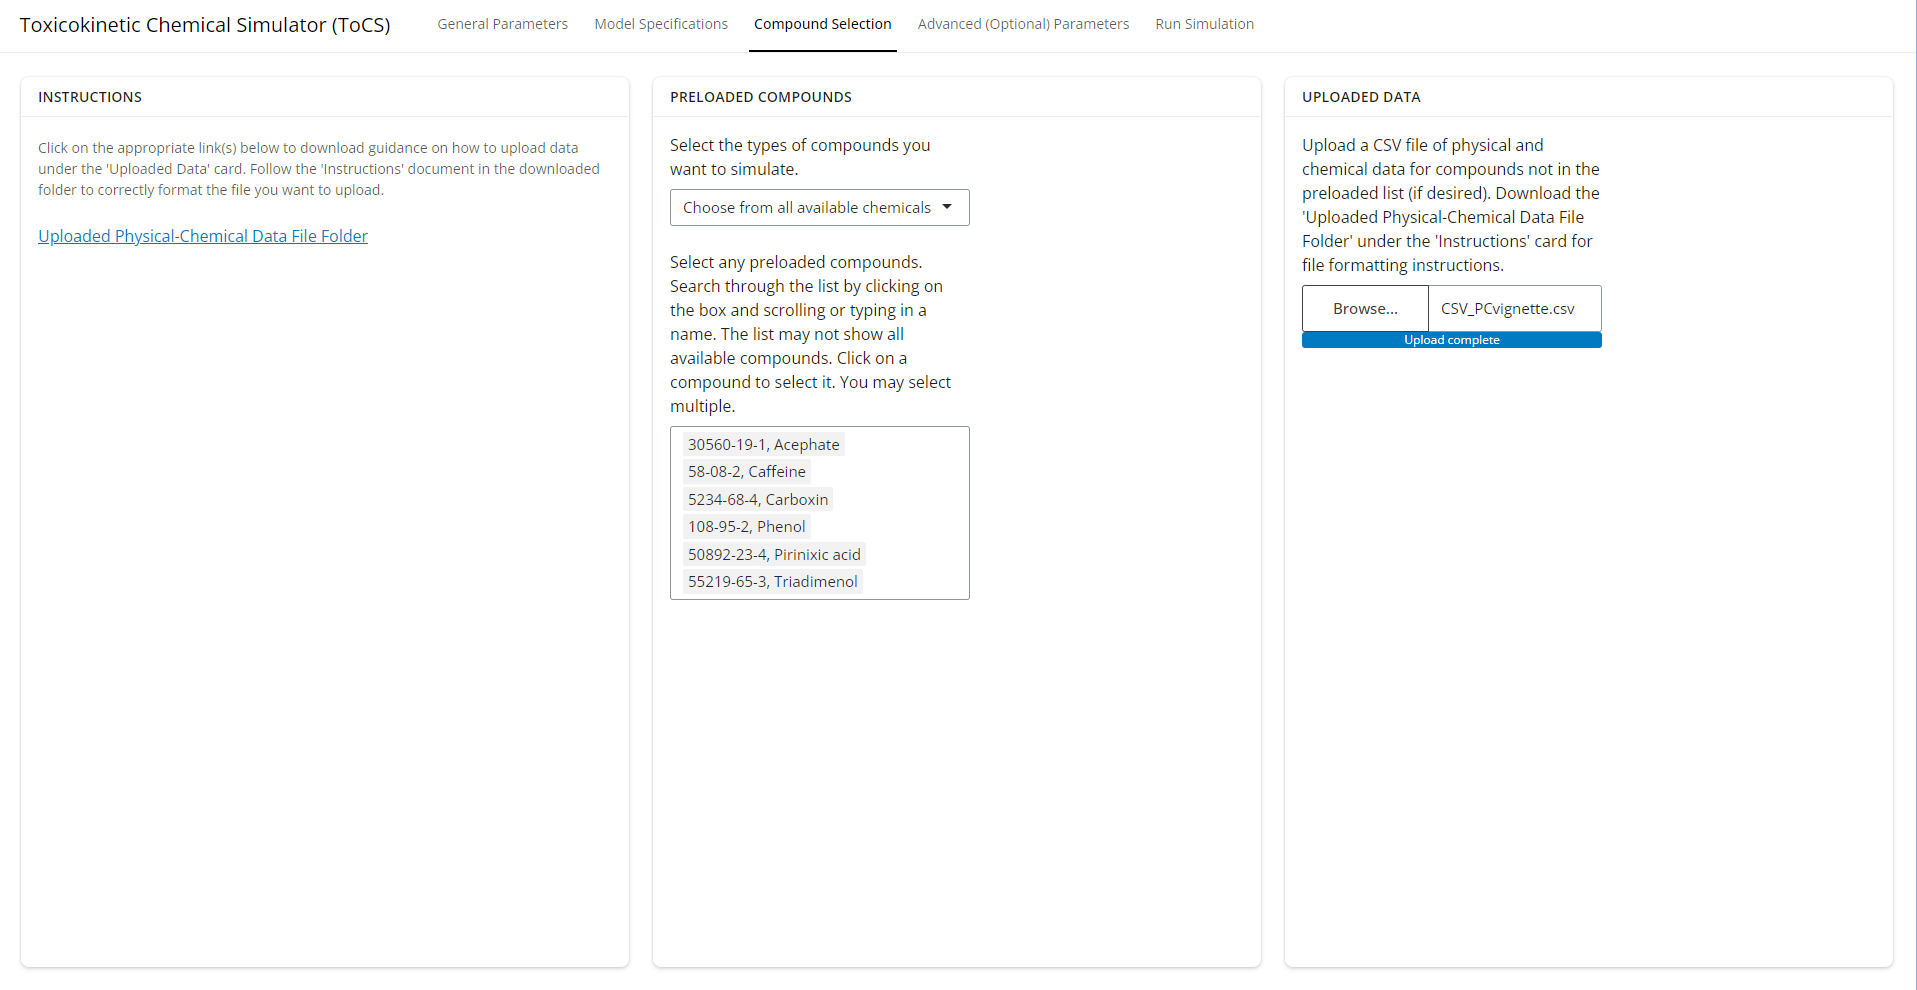 Toxicokinetic Chemical Simulator (ToCS)
General Parameters
Model Specifications
Compound Selection
Advanced (Optional) Parameters
Run Simulation
INSTRUCTIONS
Click on the appropriate link(s) below to download guidance on how to upload data
under the 'Uploaded Data' card. Follow the 'Instructions' document in the downloaded
folder to correctly format the file you want to upload.
Uploaded Physical-Chemical Data File Folder
PRELOADED COMPOUNDS
Select the types of compounds you
want to simulate.
Choose from all available chemicals
Select any preloaded compounds.
Search through the list by clicking on
the box and scrolling or typing in a
name. The list may not show all
available compounds. Click on a
compound to select it. You may select
multiple.
30560-19-1, Acephate
58-08-2, Caffeine
5234-68-4, Carboxin
108-95-2, Phenol
50892-23-4, Pirinixic acid
55219-65-3, Triadimenol
UPLOADED DATA
Upload a CSV file of physical and
chemical data for compounds not in the
preloaded list (if desired). Download the
'Uploaded Physical-Chemical Data File
Folder' under the 'Instructions' card for
file formatting instructions.
Browse...
CSV_PCvignette.csv
Upload complete